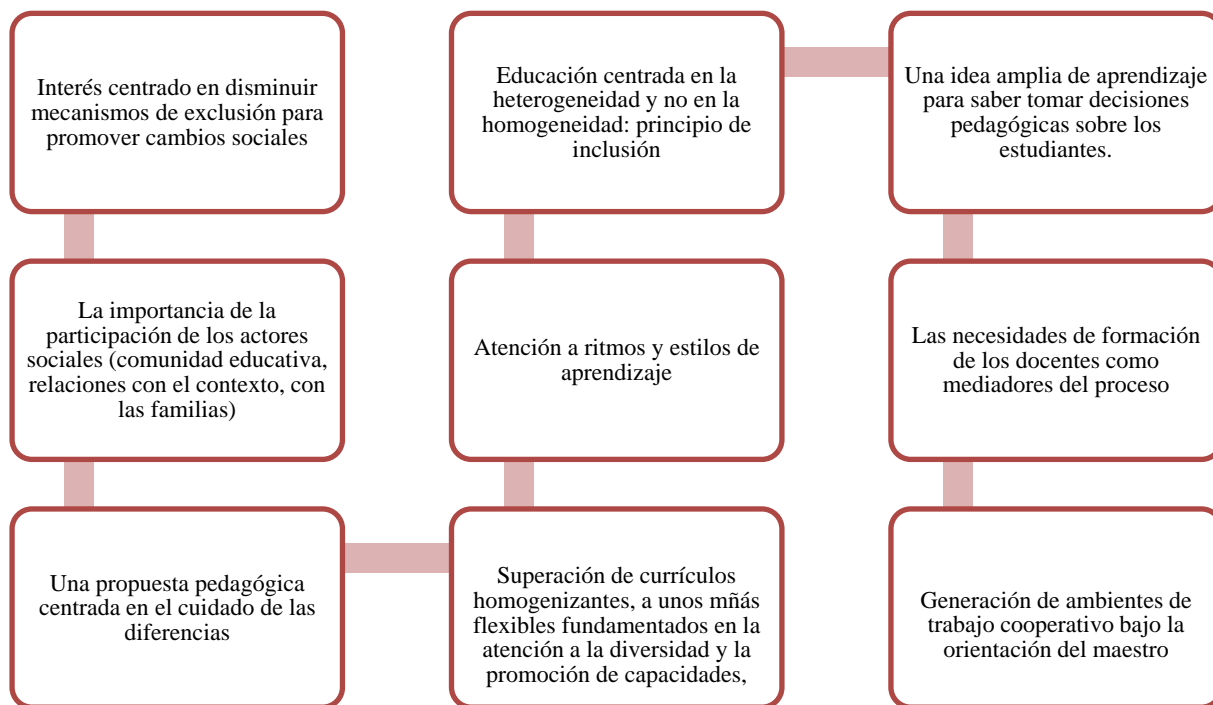 Interés centrado en disminuir
mecanismos de exclusión para
promover cambios sociales
La importancia de la
participación de los actores
sociales (comunidad educativa,
relaciones con el contexto, con
las familias)
Una propuesta pedagógica
centrada en el cuidado de las
diferencias
Superación de currículos
homogenizantes, a unos mñás
flexibles fundamentados en la
atención a la diversidad y la
promoción de capacidades,
Atención a ritmos y estilos de
aprendizaje
Educación centrada en la
heterogeneidad y no en la
homogeneidad: principio de
inclusión
Una idea amplia de aprendizaje
para saber tomar decisiones
pedagógicas sobre los
estudiantes.
Las necesidades de formación
de los docentes como
mediadores del proceso
Generación de ambientes de
trabajo cooperativo bajo la
orientación del maestro